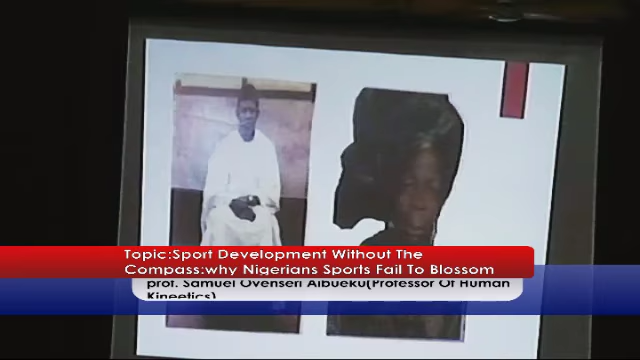 Topic:Sport Development Without The
Compass:why Nigerians Sports Fail To Blossom
prof. Samuel Ovenseri Aibueku(Professor Of Human
Kineetics)